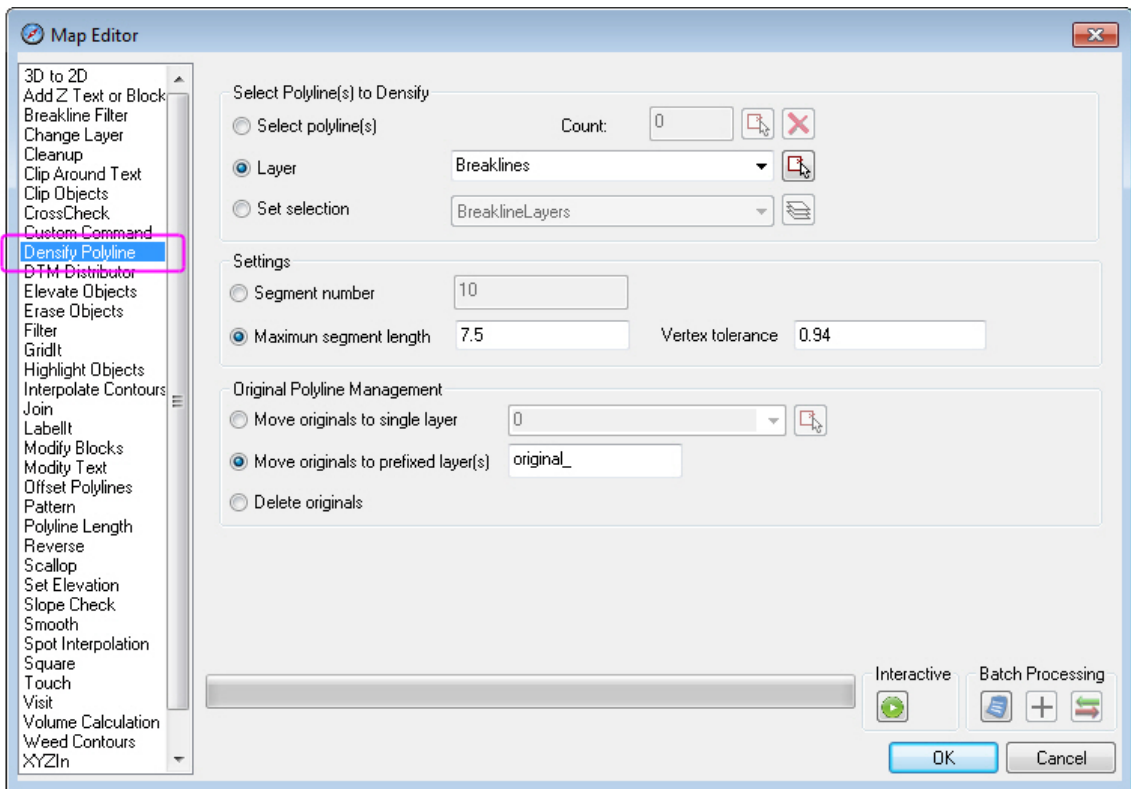 Map Editor
3D to 2D
Add Z Text or Block
Breakline Filter
Change Layer
Cleanup
Clip Around Text
Clip Objects
CrossCheck
Custom Command
Densify Polyline
DTM Distributor
Elevate Objects
Erase Objects
Filter
GridIt
Highlight Objects
Interpolate Contours
Join
LabelIt
Modify Blocks
Modify Text
Offset Polylines
Pattern
Polyline Length
Reverse
Scallop
Set Elevation
Slope Check
Smooth
Spot Interpolation
Square
Touch
Visit
Volume Calculation
Weed Contours
XYZIn
Select Polyline(s) to Densify
Select polyline(s) Count: 0
Layer Breaklines
Set selection BreaklineLayers
Settings
Segment number 10
Maximun segment length 7.5 Vertex tolerance 0.94
Original Polyline Management
Move originals to single layer 0
Move originals to prefixed layer(s) original_
Delete originals
Interactive Batch Processing
OK Cancel